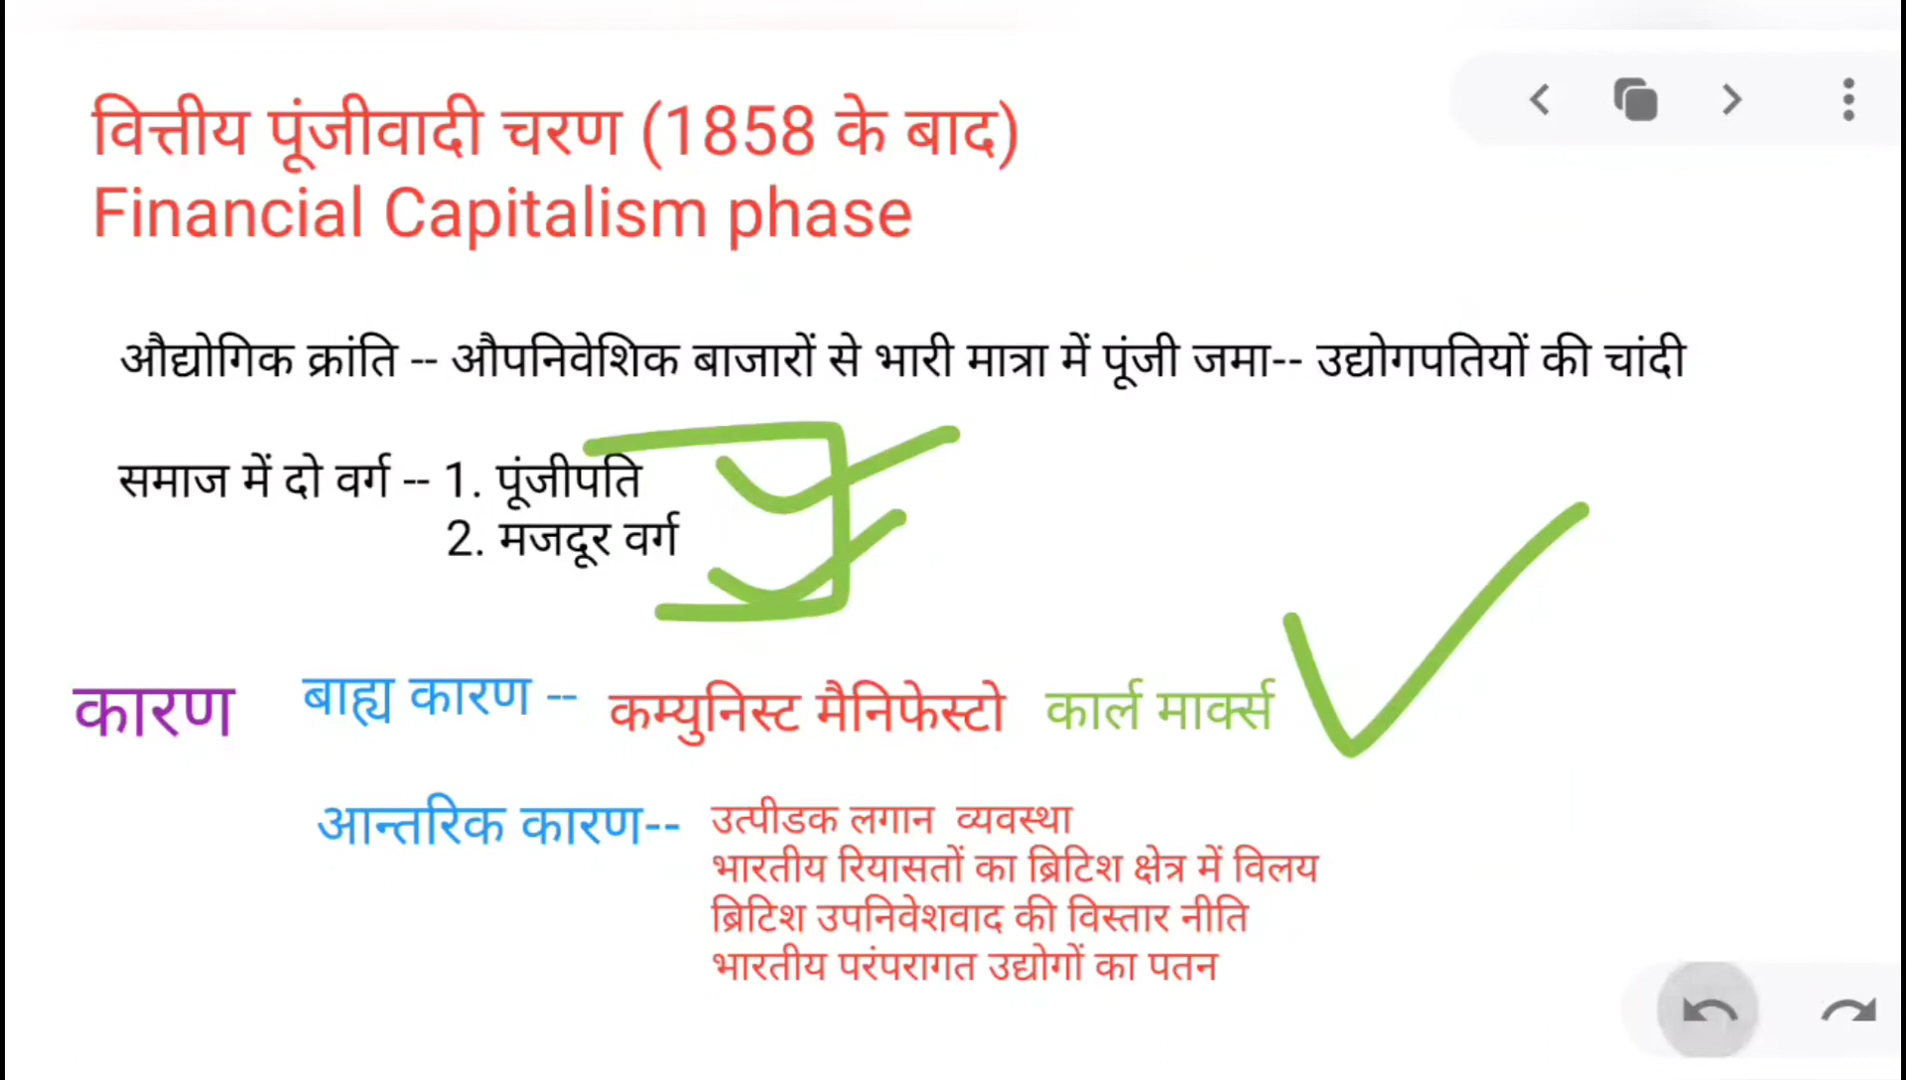 वित्तीय पूंजीवादी चरण (1858 के बाद)
Financial Capitalism phase
औद्योगिक क्रांति -- औपनिवेशिक बाजारों से भारी मात्रा में पूंजी जमा-- उद्योगपतियों की चांदी
समाज में दो वर्ग -- 1. पूंजीपति
2. मजदूर वर्ग
कारण बाह्य कारण -- कम्युनिस्ट मैनिफेस्टो कार्ल मार्क्स
आन्तरिक कारण-- उत्पीडक लगान व्यवस्था
भारतीय रियासतों का ब्रिटिश क्षेत्र में विलय
ब्रिटिश उपनिवेशवाद की विस्तार नीति
भारतीय परंपरागत उद्योगों का पतन